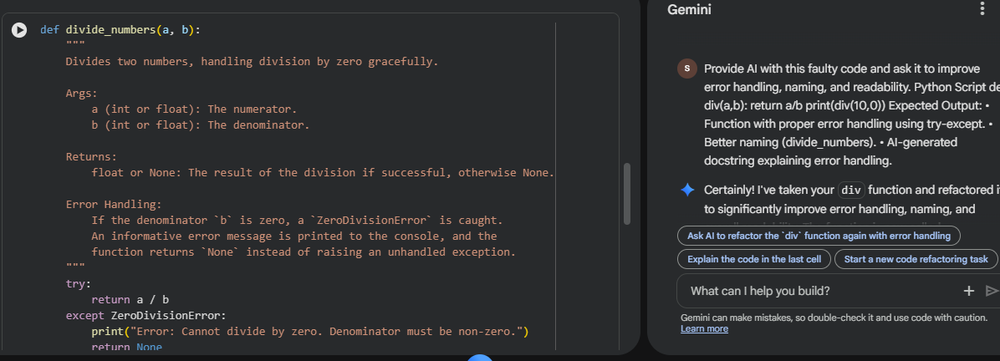 def divide_numbers(a, b):
"""
Divides two numbers, handling division by zero gracefully.
Args:
a (int or float): The numerator.
b (int or float): The denominator.
Returns:
float or None: The result of the division if successful, otherwise None.
Error Handling:
If the denominator `b` is zero, a `ZeroDivisionError` is caught.
An informative error message is printed to the console, and the
function returns `None` instead of raising an unhandled exception.
"""
try:
return a / b
except ZeroDivisionError:
print("Error: Cannot divide by zero. Denominator must be non-zero.")
return None
Gemini
S
Provide AI with this faulty code and ask it to improve
error handling, naming, and readability. Python Script de
div(a,b): return a/b print(div(10,0)) Expected Output: •
Function with proper error handling using try-except. •
Better naming (divide_numbers). • AI-generated
docstring explaining error handling.
Certainly! I've taken your div function and refactored i
to significantly improve error handling, naming, and
Ask AI to refactor the `div` function again with error handling
Explain the code in the last cell
Start a new code refactoring task
What can I help you build?
Gemini can make mistakes, so double-check it and use code with caution.
Learn more